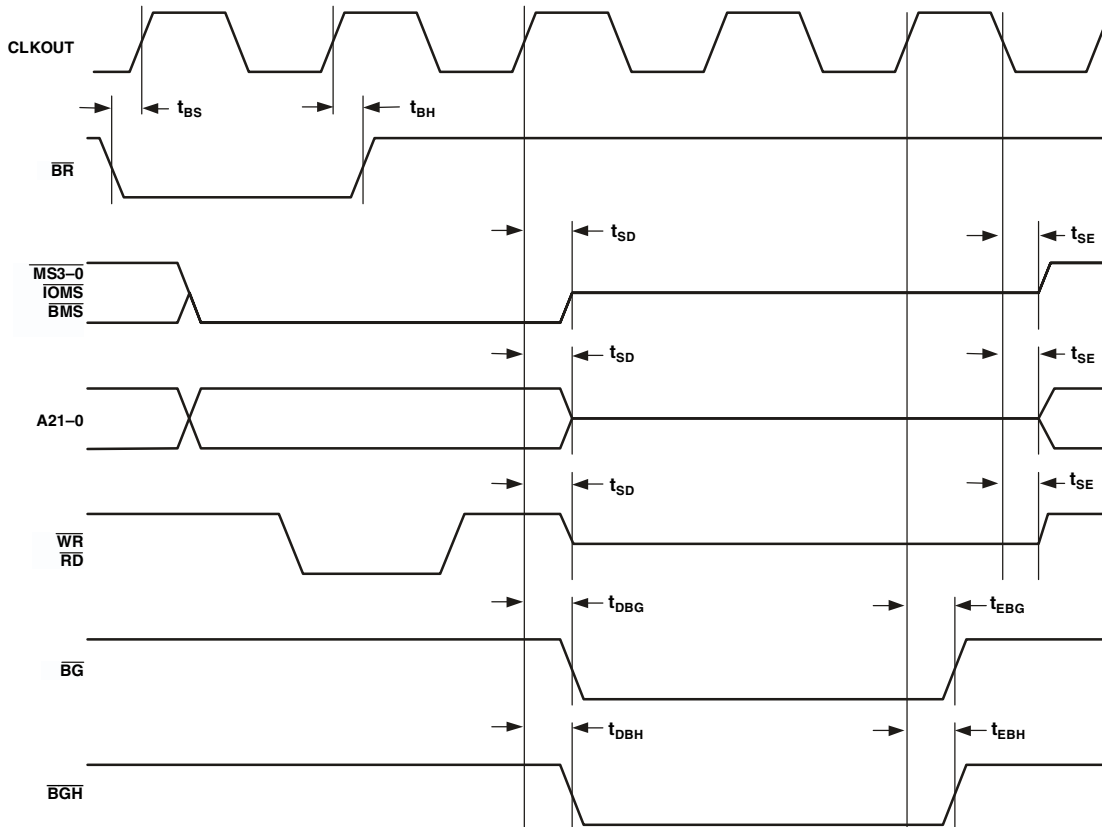 CLKOUT
tBS
tBH
BR
tSD
tSE
MS3–0
IOMS
BMS
tSD
tSE
A21–0
tSD
tSE
WR
RD
tDBG
tEBG
BG
tDBH
tEBH
BGH